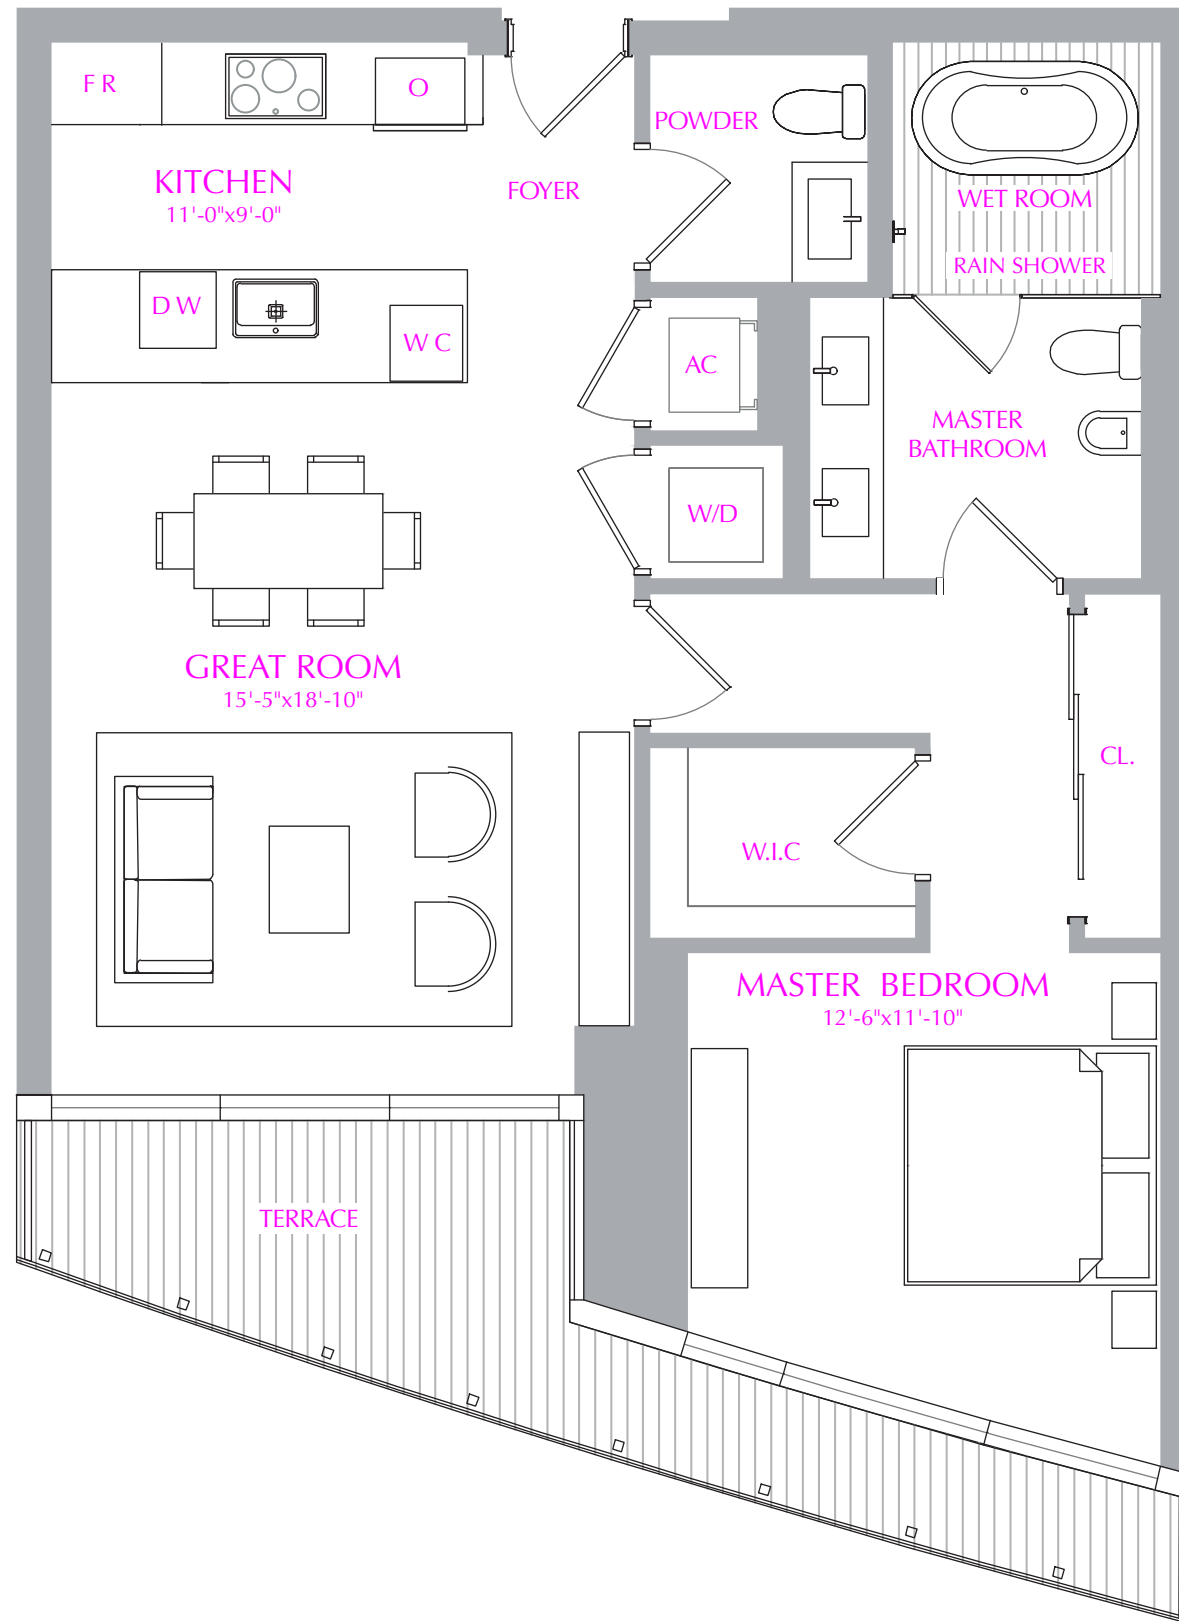 F R
O
POWDER
KITCHEN
11'-0"x9'-0"
FOYER
WET ROOM
RAIN SHOWER
D W
W C
AC
MASTER
BATHROOM
W/D
GREAT ROOM
15'-5"x18'-10"
CL.
W.I.C
MASTER BEDROOM
12'-6"x11'-10"
TERRACE